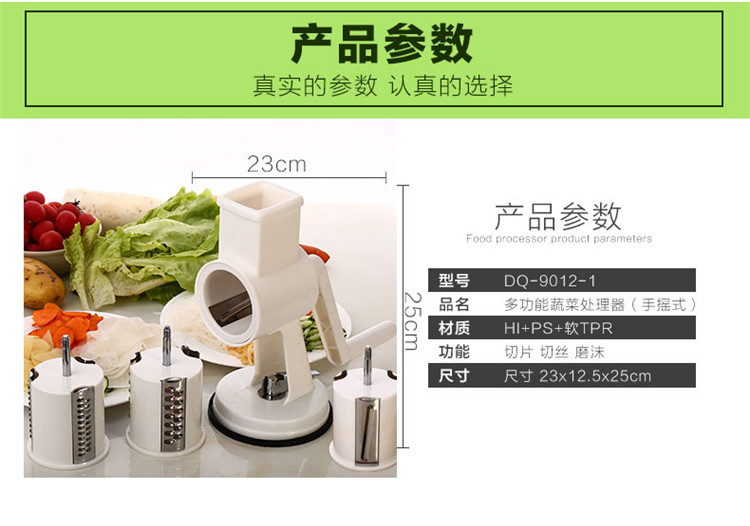 产品参数
真实的参数 认真的选择
23cm
25cm
产品参数
Food processor product parameters
型号 DQ-9012-1
品名 多功能蔬菜处理器（手摇式）
材质 HI+PS+软TPR
功能 切片 切丝 磨沫
尺寸 尺寸 23x12.5x25cm